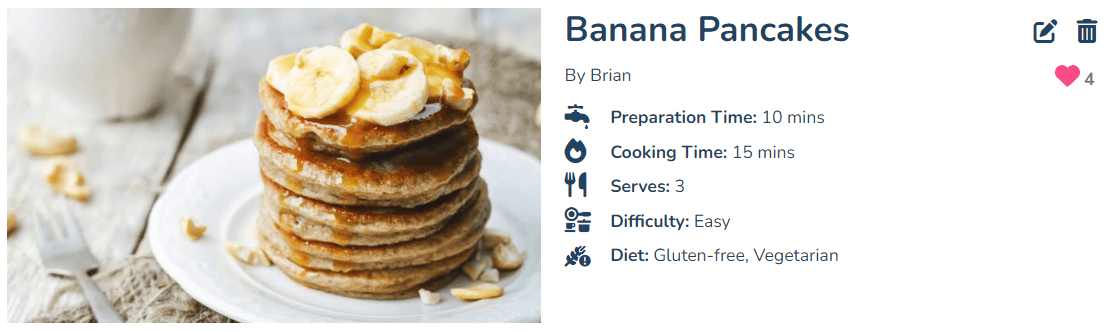 Banana Pancakes
By Brian
4
Preparation Time: 10 mins
Cooking Time: 15 mins
Serves: 3
Difficulty: Easy
Diet: Gluten-free, Vegetarian